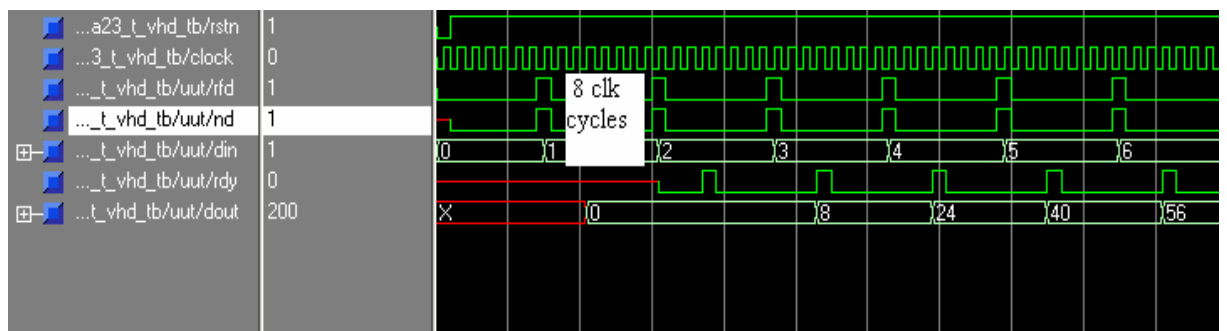 ...a23_t_vhd_tb/rstn 1
...3_t_vhd_tb/clock 0
..._t_vhd_tb/uut/rfd 1
8 clk
..._t_vhd_tb/uut/nd 1
cycles
..._t_vhd_tb/uut/din 1 0 1 2 3 4 5 6
..._t_vhd_tb/uut/rdy 0
...t_vhd_tb/uut/dout 200 X 0 8 24 40 56